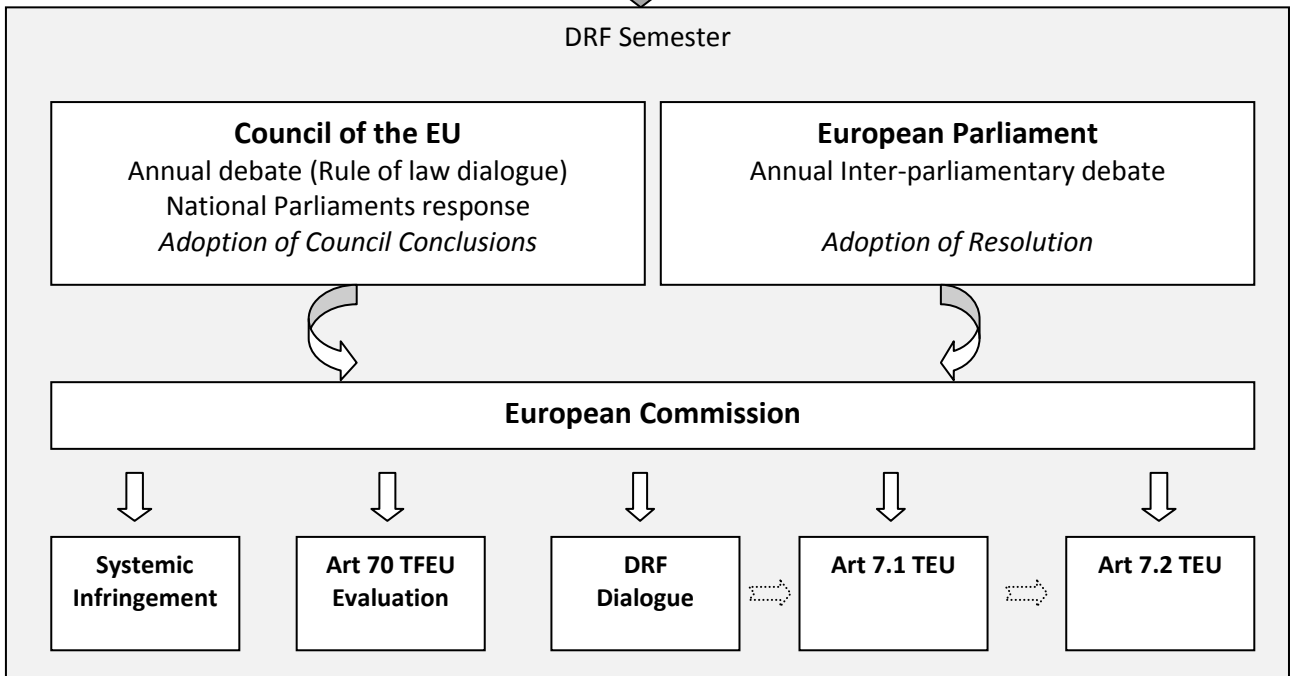 DRF Semester
Council of the EU
Annual debate (Rule of law dialogue)
National Parliaments response
Adoption of Council Conclusions
European Parliament
Annual Inter-parliamentary debate
Adoption of Resolution
European Commission
Systemic
Infringement
Art 70 TFEU
Evaluation
DRF
Dialogue
Art 7.1 TEU
Art 7.2 TEU